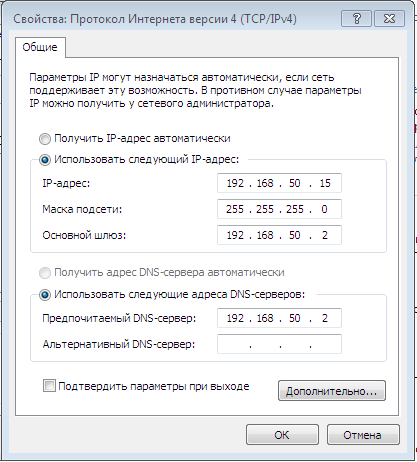 Свойства: Протокол Интернета версии 4 (TCP/IPv4)
Общие
Параметры IP могут назначаться автоматически, если сеть
поддерживает эту возможность. В противном случае параметры
IP можно получить у сетевого администратора.
Получить IP-адрес автоматически
Использовать следующий IP-адрес:
IP-адрес: 192 . 168 . 50 . 15
Маска подсети: 255 . 255 . 255 . 0
Основной шлюз: 192 . 168 . 50 . 2
Получить адрес DNS-сервера автоматически
Использовать следующие адреса DNS-серверов:
Предпочитаемый DNS-сервер: 192 . 168 . 50 . 2
Альтернативный DNS-сервер: . . .
Подтвердить параметры при выходе
Дополнительно...
ОК Отмена